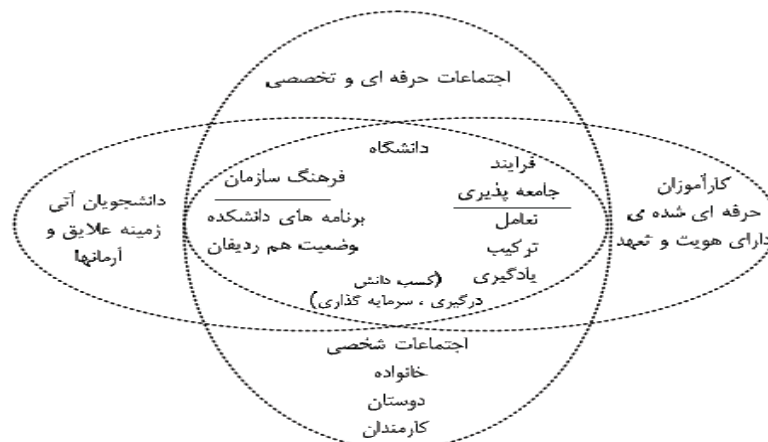 اجتماعات حرفه ای و تخصصی
دانشگاه
فرایند
جامعه پذیری
تعامل
ترکیب
یادگیری
فرهنگ سازمان
برنامه های دانشکده
وضعیت هم ردیفان
(کسب دانش
درگیری ، سرمایه گذاری)
کارآموزان
حرفه ای شده ی
دارای هویت و تعهد
دانشجویان آتی
زمینه علایق و
آرمانها
اجتماعات شخصی
خانواده
دوستان
کارمندان